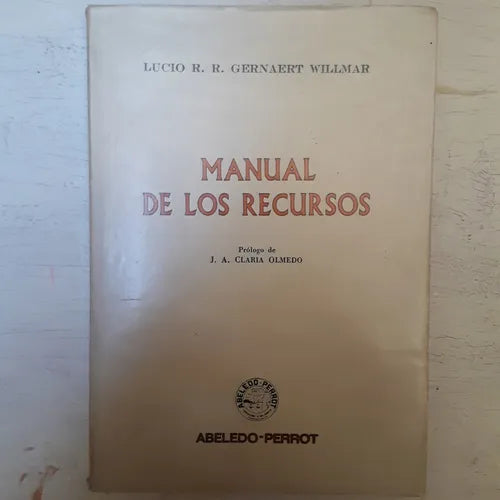 LUCIO R. R. GERNAERT WILLMAR
MANUAL
DE LOS RECURSOS
Prólogo de
J. A. CLARIA OLMEDO
ABELEDO-PERROT
ABELEDO-PERROT